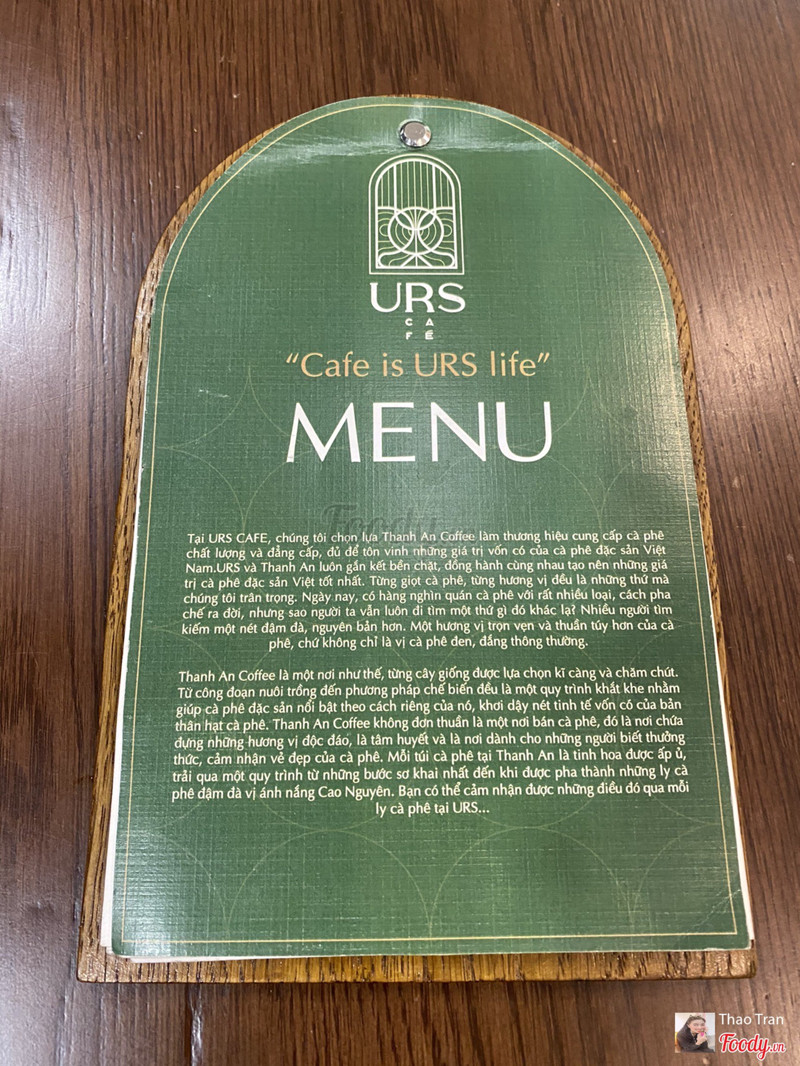 URS
CA
FÉ
“Cafe is URS life”
MENU
Foody
Tại URS CAFE, chúng tôi chọn lựa Thanh An Coffee làm thương hiệu cung cấp cà phê
chất lượng và đẳng cấp, đủ để tôn vinh những giá trị vốn có của cà phê đặc sản Việt
Nam.URS và Thanh An luôn gắn kết bền chặt, đồng hành cùng nhau tạo nên những giá
trị cà phê đặc sản Việt tốt nhất. Từng giọt cà phê, từng hương vị đều là những thứ mà
chúng tôi trân trọng. Ngày nay, có hàng nghìn quán cà phê với rất nhiều loại, cách pha
chế ra đời, nhưng sao người ta vẫn luôn đi tìm một thứ gì đó khác lạ? Nhiều người tìm
kiếm một nét đậm đà, nguyên bản hơn. Một hương vị trọn vẹn và thuần túy hơn của cà
phê, chứ không chỉ là vị cà phê đen, đắng thông thường.
Thanh An Coffee là một nơi như thế, từng cây giống được lựa chọn kĩ càng và chăm chút.
Từ công đoạn nuôi trồng đến phương pháp chế biến đều là một quy trình khắt khe nhằm
giúp cà phê đặc sản nổi bật theo cách riêng của nó, khơi dậy nét tinh tế vốn có của bản
thân hạt cà phê. Thanh An Coffee không đơn thuần là một nơi bán cà phê, đó là nơi chứa
đựng những hương vị độc đáo, là tâm huyết và là nơi dành cho những người biết thưởng
thức, cảm nhận vẻ đẹp của cà phê. Mỗi túi cà phê tại Thanh An là tinh hoa được ấp ủ,
trải qua một quy trình từ những bước sơ khai nhất đến khi được pha thành những ly cà
phê đậm đà vị ánh nắng Cao Nguyên. Bạn có thể cảm nhận được những điều đó qua mỗi
ly cà phê tại URS...
Thao Tran
Foody.vn